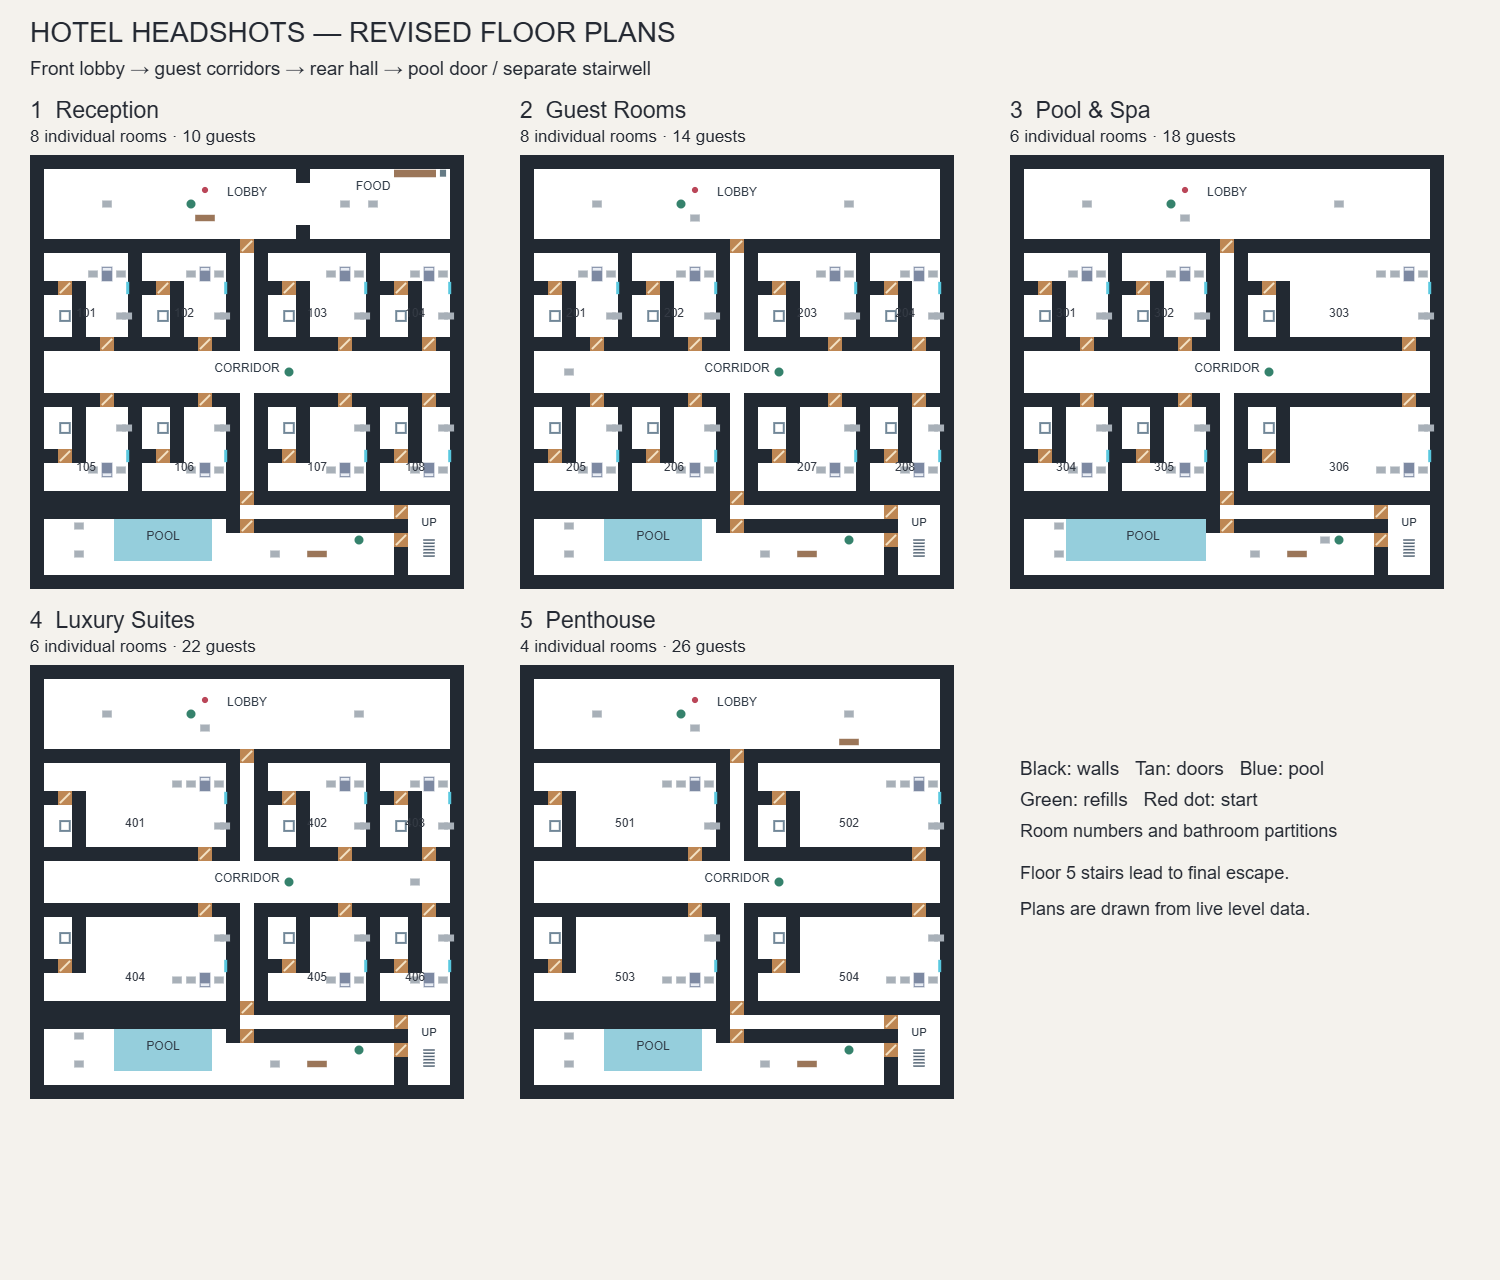 HOTEL HEADSHOTS — REVISED FLOOR PLANS
Front lobby → guest corridors → rear hall → pool door / separate stairwell
1 Reception
8 individual rooms · 10 guests
LOBBY
FOOD
101
102
103
104
CORRIDOR
105
106
107
108
POOL
UP
2 Guest Rooms
8 individual rooms · 14 guests
LOBBY
201
202
203
204
CORRIDOR
205
206
207
208
POOL
UP
3 Pool & Spa
6 individual rooms · 18 guests
LOBBY
301
302
303
CORRIDOR
304
305
306
POOL
UP
4 Luxury Suites
6 individual rooms · 22 guests
LOBBY
401
402
403
CORRIDOR
404
405
406
POOL
UP
5 Penthouse
4 individual rooms · 26 guests
LOBBY
501
502
CORRIDOR
503
504
POOL
UP
Black: walls Tan: doors Blue: pool
Green: refills Red dot: start
Room numbers and bathroom partitions
Floor 5 stairs lead to final escape.
Plans are drawn from live level data.